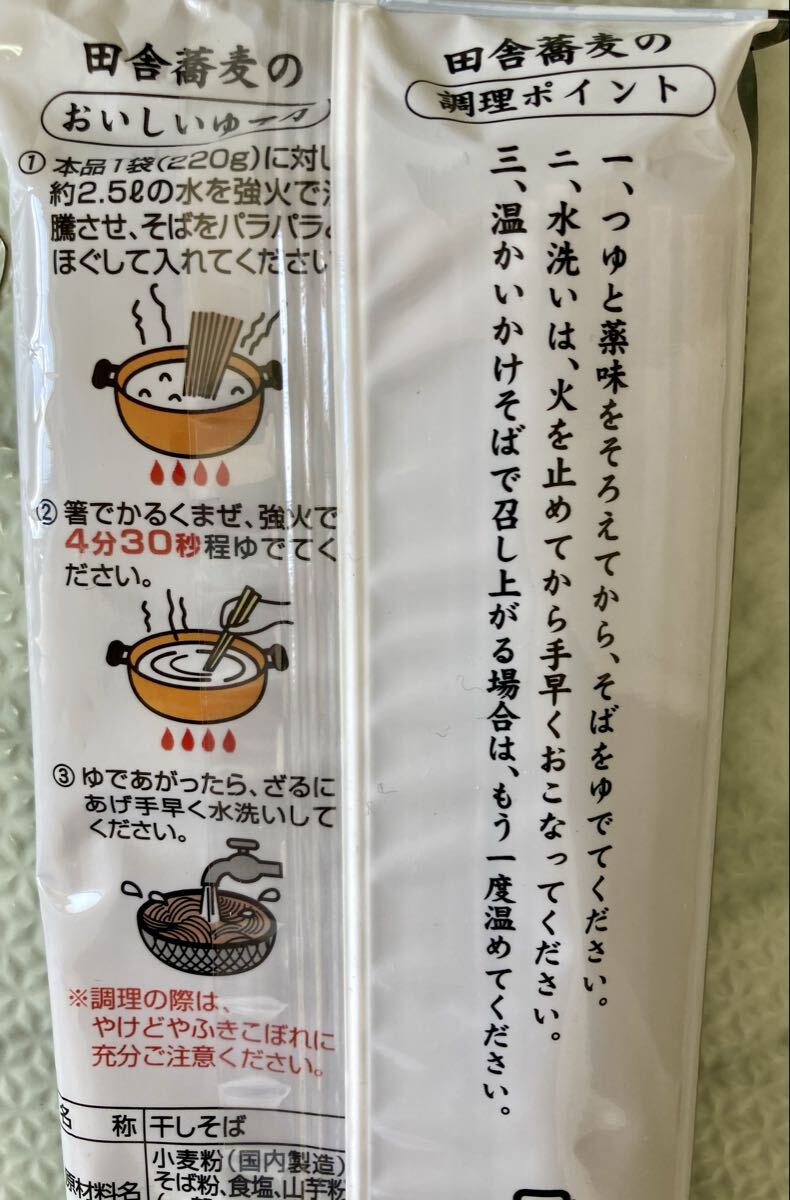 田舎蕎麦の
おいしいゆ
① 本品1袋(220g)に対し
約2.5ℓの水を強火で
騰させ、そばをパラパラ
ほぐして入れてください
② 箸でかるくまぜ、強火で
4分30秒程ゆでてく
ださい。
③ ゆであがったら、ざるに
あげ手早く水洗いして
ください。
※調理の際は、
やけどやふきこぼれに
充分ご注意ください。
名 称 干しそば
原材料名 小麦粉(国内製造)
そば粉、食塩、山芋粉
田舎蕎麦の
調理ポイント
一、つゆと薬味をそろえてから、そばをゆでてください。
二、水洗いは、火を止めてから手早くおこなってください。
三、温かいかけそばで召し上がる場合は、もう一度温めてください。